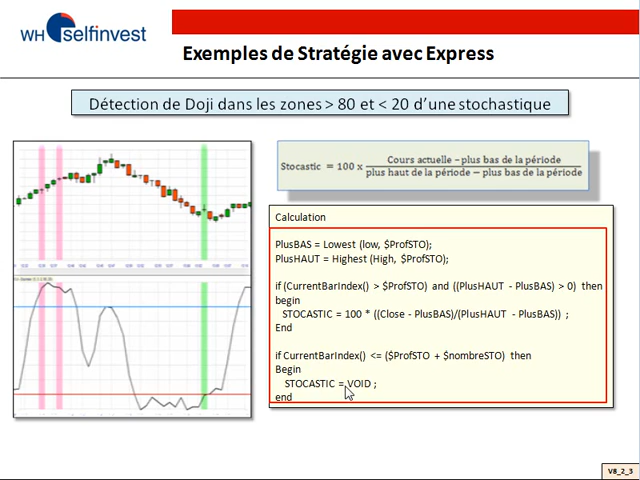 WH selfinvest
Exemples de Stratégie avec Express
Détection de Doji dans les zones > 80 et < 20 d'une stochastique
Stocastic = 100 x Cours actuelle – plus bas de la période
plus haut de la période – plus bas de la période
Calculation
PlusBAS = Lowest (low, $ProfSTO);
PlusHAUT = Highest (High, $ProfSTO);
if (CurrentBarIndex() > $ProfSTO) and ((PlusHAUT - PlusBAS) > 0) then
begin
STOCASTIC = 100 * ((Close - PlusBAS)/(PlusHAUT - PlusBAS)) ;
End
if CurrentBarIndex() <= ($ProfSTO + $nombreSTO) then
Begin
STOCASTIC = VOID ;
end
V8_2_3